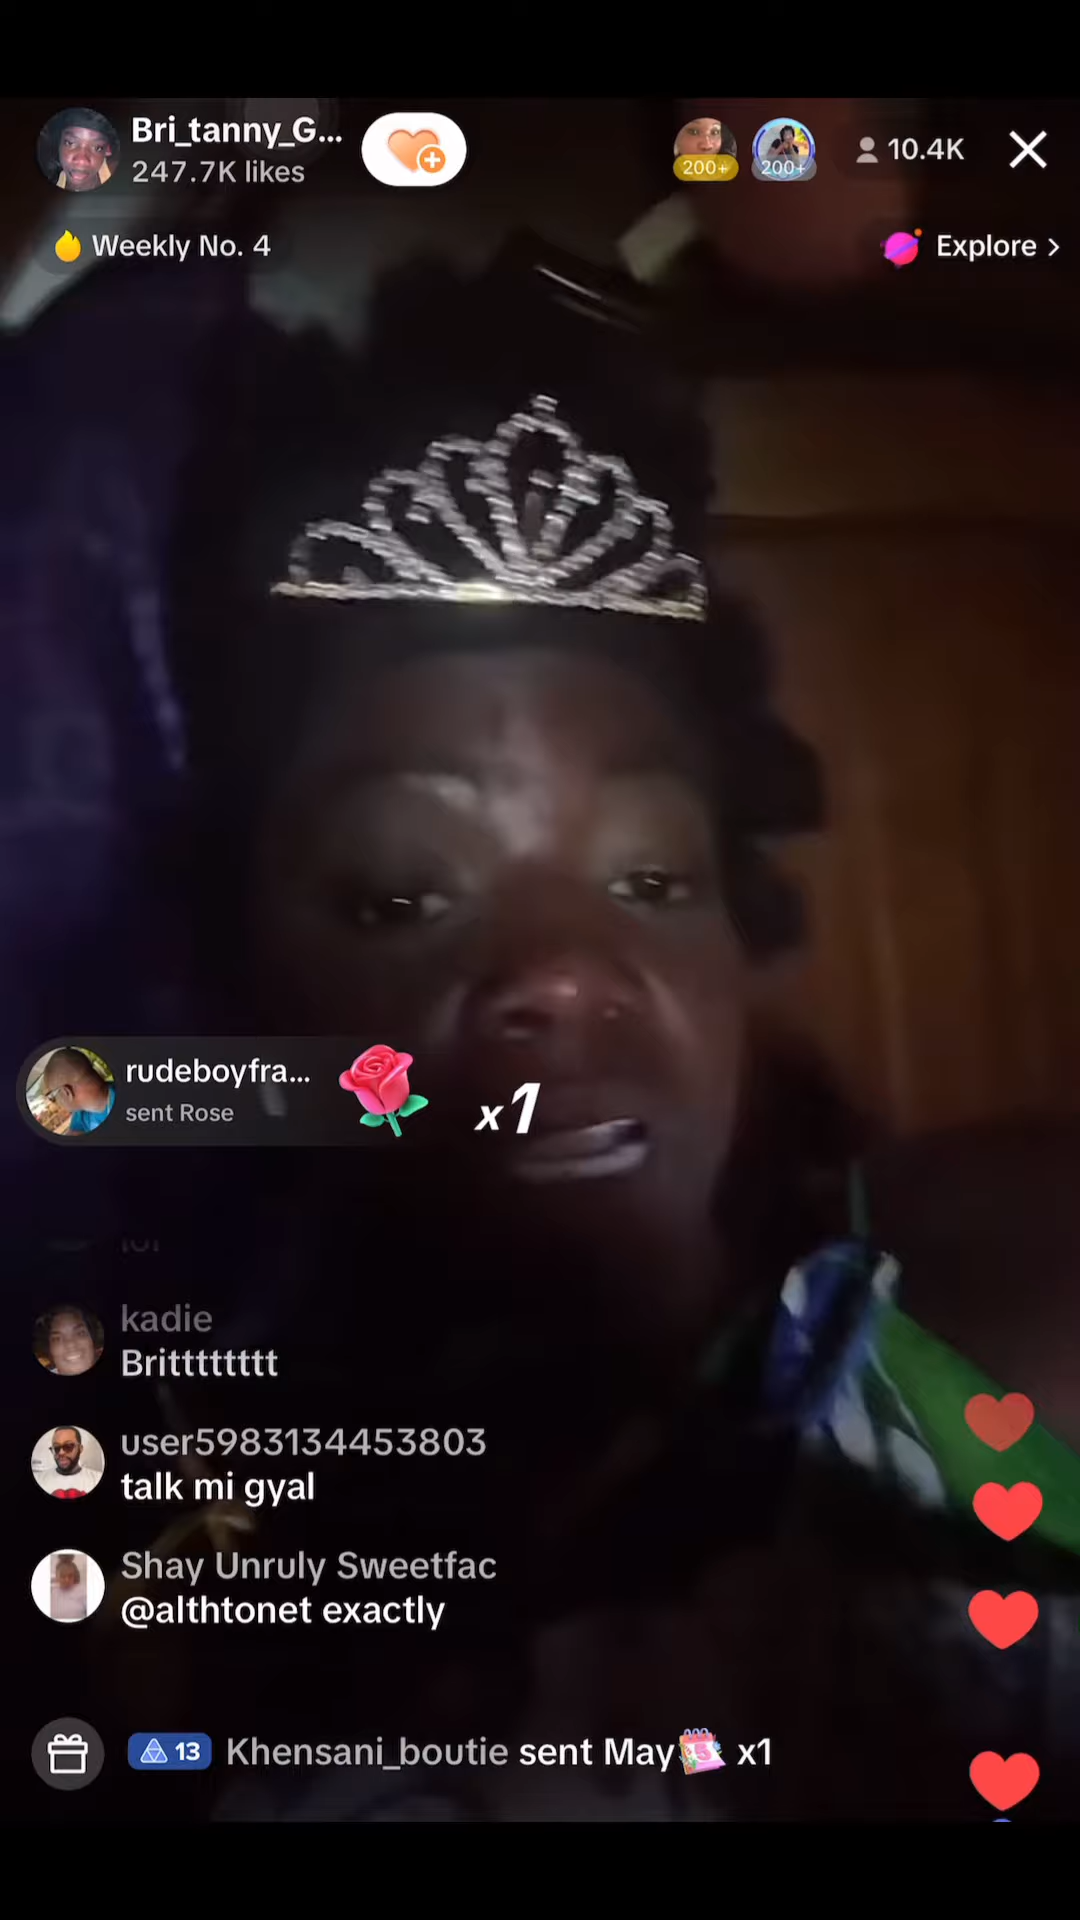 Bri_tanny_G...
247.7K likes
200+
200+
10.4K
Weekly No. 4
Explore >
rudeboyfra...
sent Rose
x1
kadie
Britttttttt
user5983134453803
talk mi gyal
Shay Unruly Sweetfac
@althtonet exactly
13 Khensani_boutie sent May x1